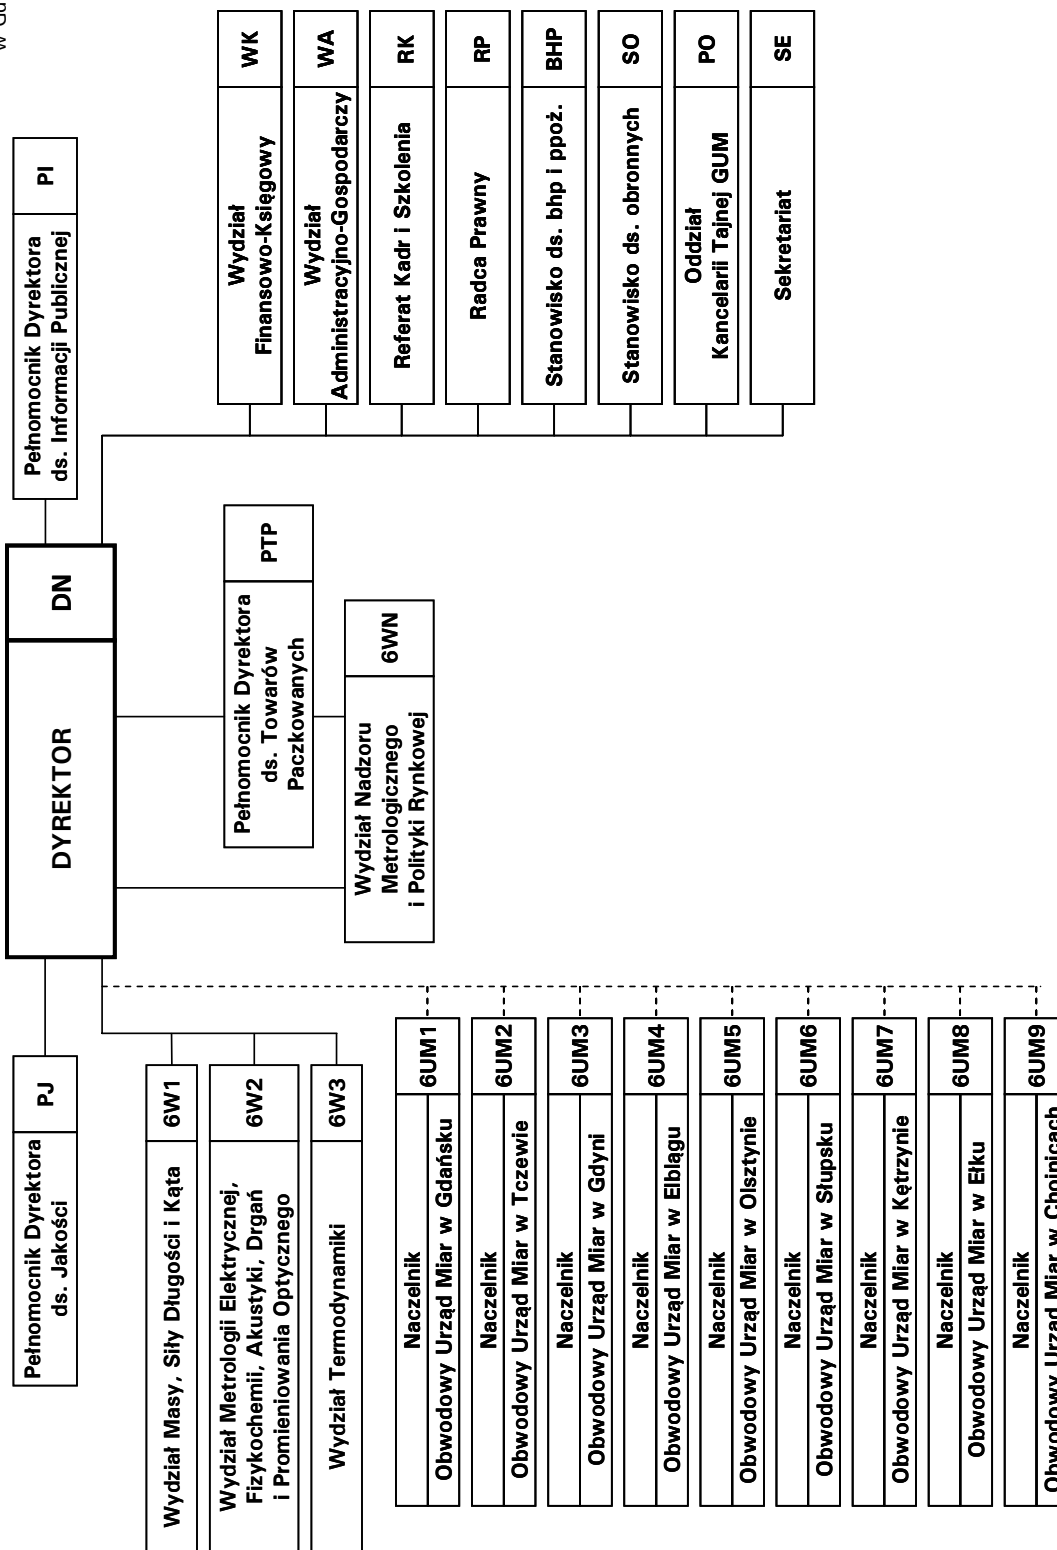 w Gd
DYREKTOR
DN
Pełnomocnik Dyrektora
ds. Jakości
PJ
Pełnomocnik Dyrektora
ds. Informacji Publicznej
PI
Wydział Masy, Siły Długości i Kąta
6W1
Wydział Metrologii Elektrycznej,
Fizykochemii, Akustyki, Drgań
i Promieniowania Optycznego
6W2
Wydział Termodynamiki
6W3
Pełnomocnik Dyrektora
ds. Towarów
Paczkowanych
PTP
Wydział Nadzoru
Metrologicznego
i Polityki Rynkowej
6WN
Wydział
Finansowo-Księgowy
WK
Wydział
Administracyjno-Gospodarczy
WA
Referat Kadr i Szkolenia
RK
Radca Prawny
RP
Stanowisko ds. bhp i ppoż.
BHP
Stanowisko ds. obronnych
SO
Oddział
Kancelarii Tajnej GUM
PO
Sekretariat
SE
Naczelnik
6UM1
Obwodowy Urząd Miar w Gdańsku
Naczelnik
6UM2
Obwodowy Urząd Miar w Tczewie
Naczelnik
6UM3
Obwodowy Urząd Miar w Gdyni
Naczelnik
6UM4
Obwodowy Urząd Miar w Elblągu
Naczelnik
6UM5
Obwodowy Urząd Miar w Olsztynie
Naczelnik
6UM6
Obwodowy Urząd Miar w Słupsku
Naczelnik
6UM7
Obwodowy Urząd Miar w Kętrzynie
Naczelnik
6UM8
Obwodowy Urząd Miar w Ełku
Naczelnik
6UM9
Obwodowy Urząd Miar w Chojnicach